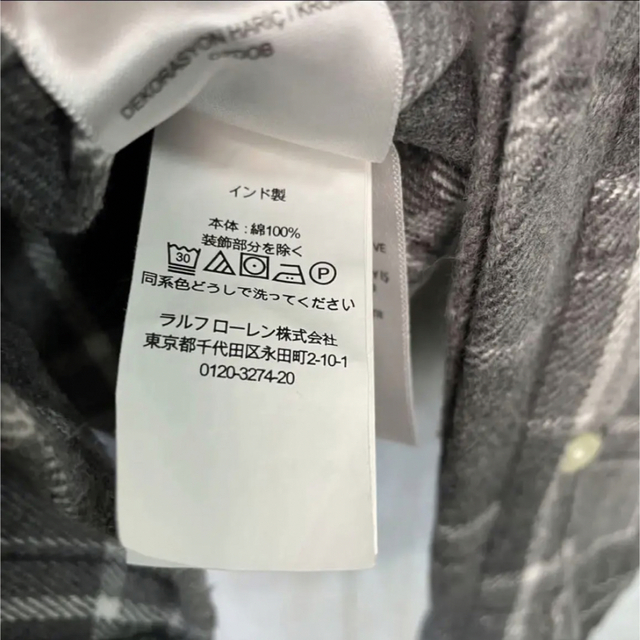 DEKORASYON HARİÇ / KRO
インド製
本体 : 綿100%
装飾部分を除く
30 P
同系色どうしで洗ってください
ラルフ ローレン株式会社
東京都千代田区永田町2-10-1
0120-3274-20